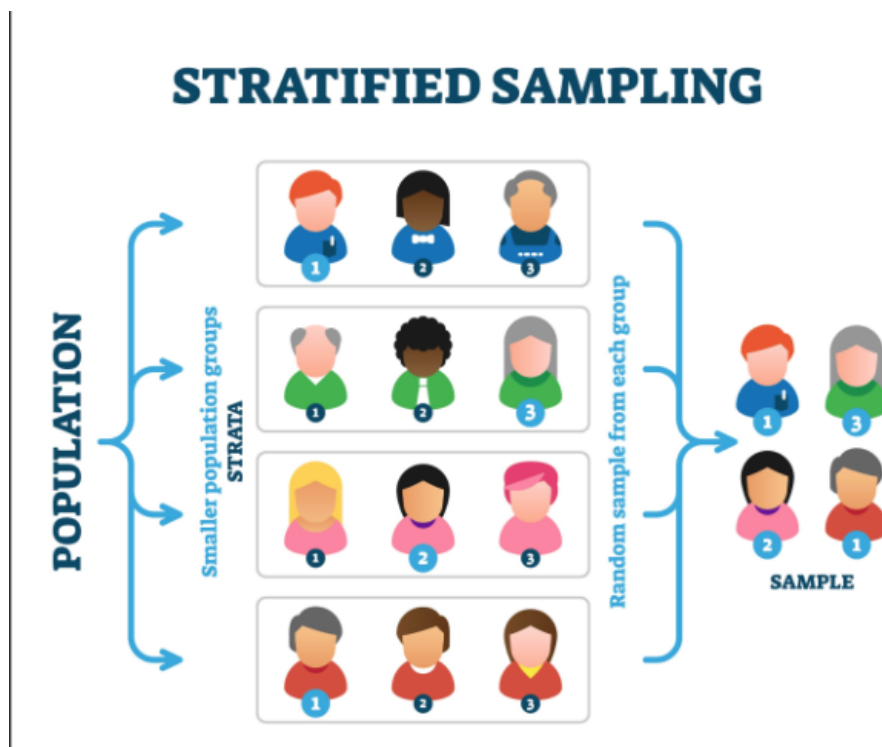 STRATIFIED SAMPLING
POPULATION
Smaller population groups
STRATA
1 2 3
1 2 3
1 2 3
1 2 3
Random sample from each group
1 3
2 1
SAMPLE